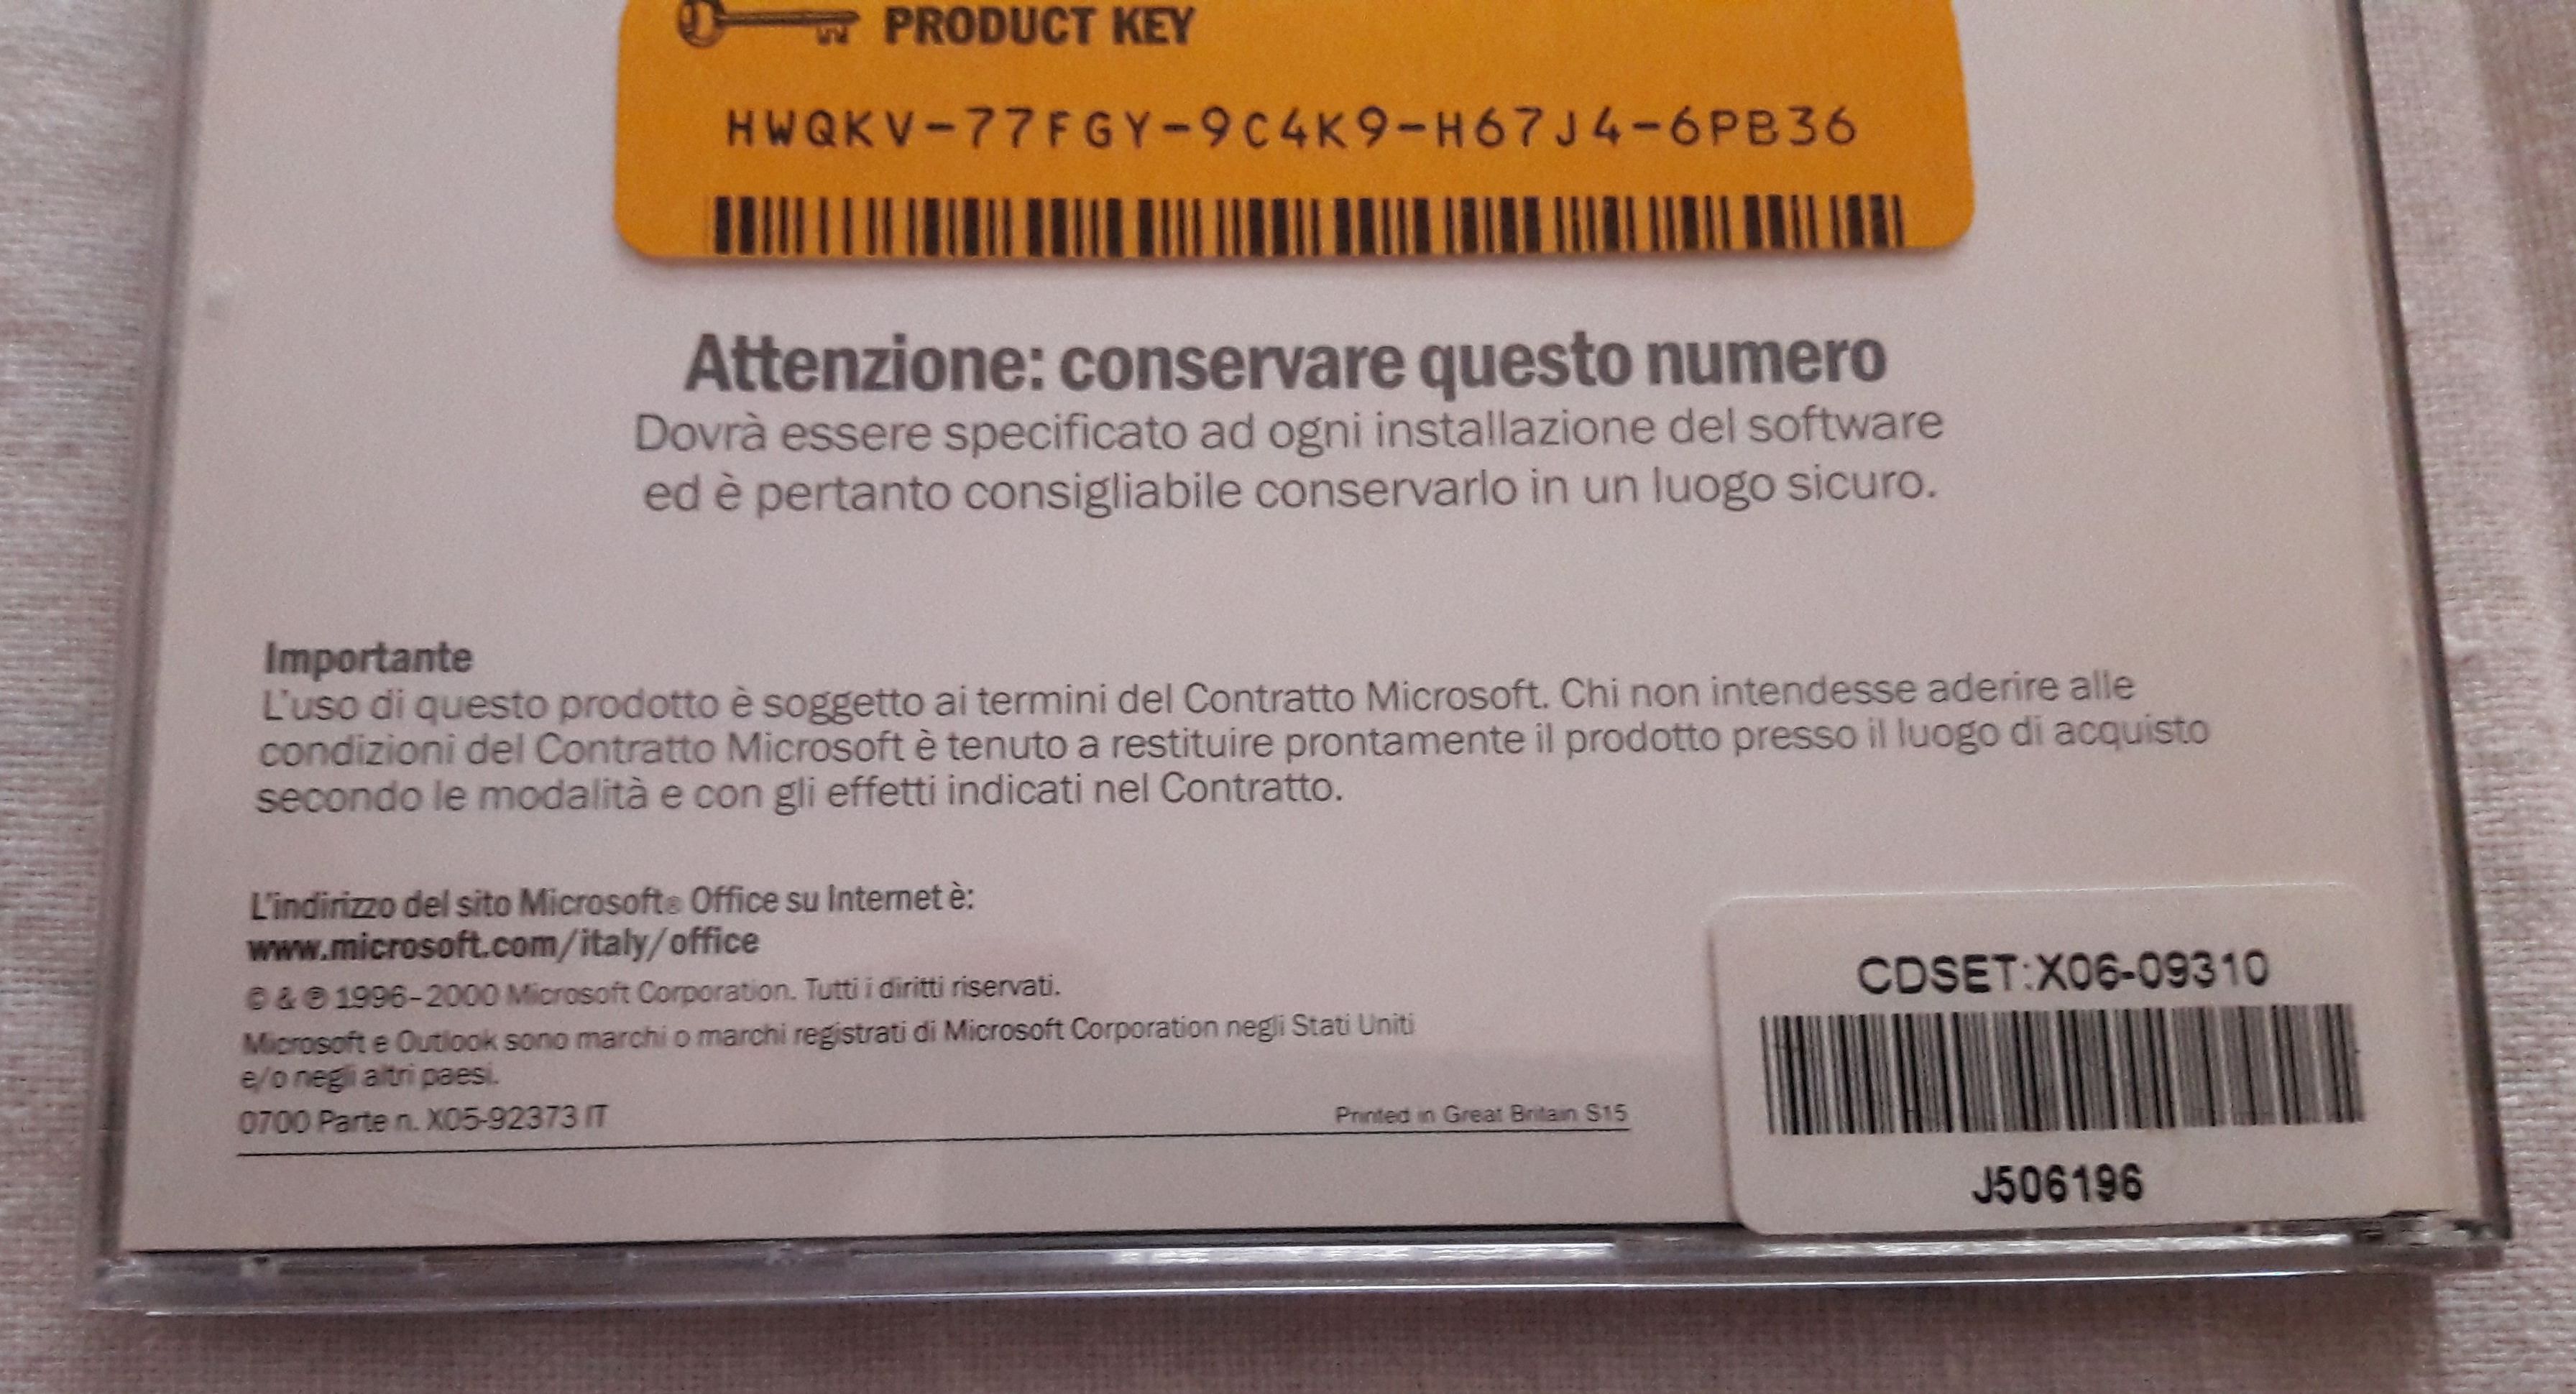 PRODUCT KEY
HWQKV-77FGY-9C4K9-H67J4-6PB36
Attenzione: conservare questo numero
Dovrà essere specificato ad ogni installazione del software
ed è pertanto consigliabile conservarlo in un luogo sicuro.
Importante
L'uso di questo prodotto è soggetto ai termini del Contratto Microsoft. Chi non intendesse aderire alle
condizioni del Contratto Microsoft è tenuto a restituire prontamente il prodotto presso il luogo di acquisto
secondo le modalità e con gli effetti indicati nel Contratto.
L'indirizzo del sito Microsoft® Office su Internet è:
www.microsoft.com/italy/office
© & ℗ 1996–2000 Microsoft Corporation. Tutti i diritti riservati.
Microsoft e Outlook sono marchi o marchi registrati di Microsoft Corporation negli Stati Uniti
e/o negli altri paesi.
0700 Parte n. X05-92373 IT
Printed in Great Britain S15
CDSET:X06-09310
J506196